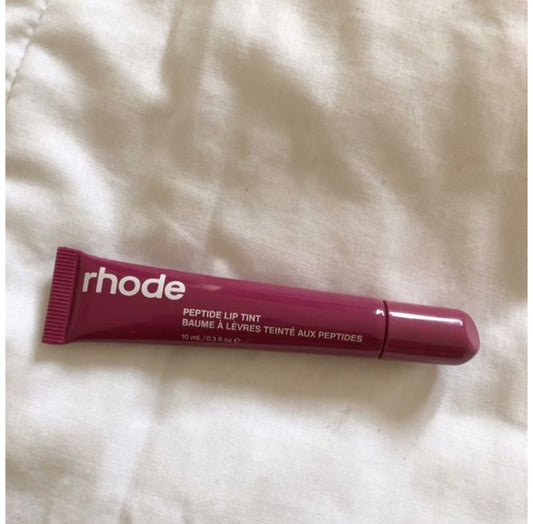 rhode
PEPTIDE LIP TINT
BAUME À LÈVRES TEINTÉ AUX PEPTIDES
10 mL/0.3 fl oz ℮